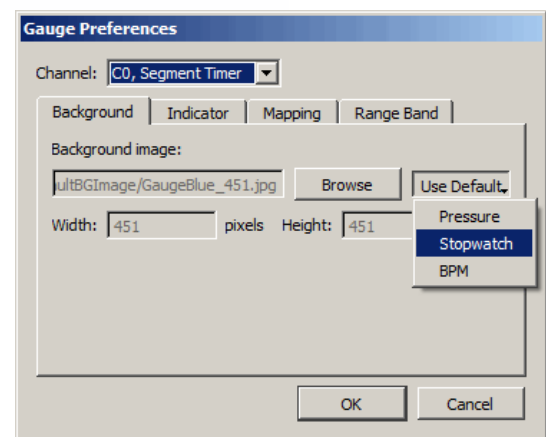 Gauge Preferences
Channel: C0, Segment Timer
Background Indicator Mapping Range Band
Background image:
ultBGImage/GaugeBlue_451.jpg Browse Use Default
Width: 451 pixels Height: 451
Pressure
Stopwatch
BPM
OK Cancel